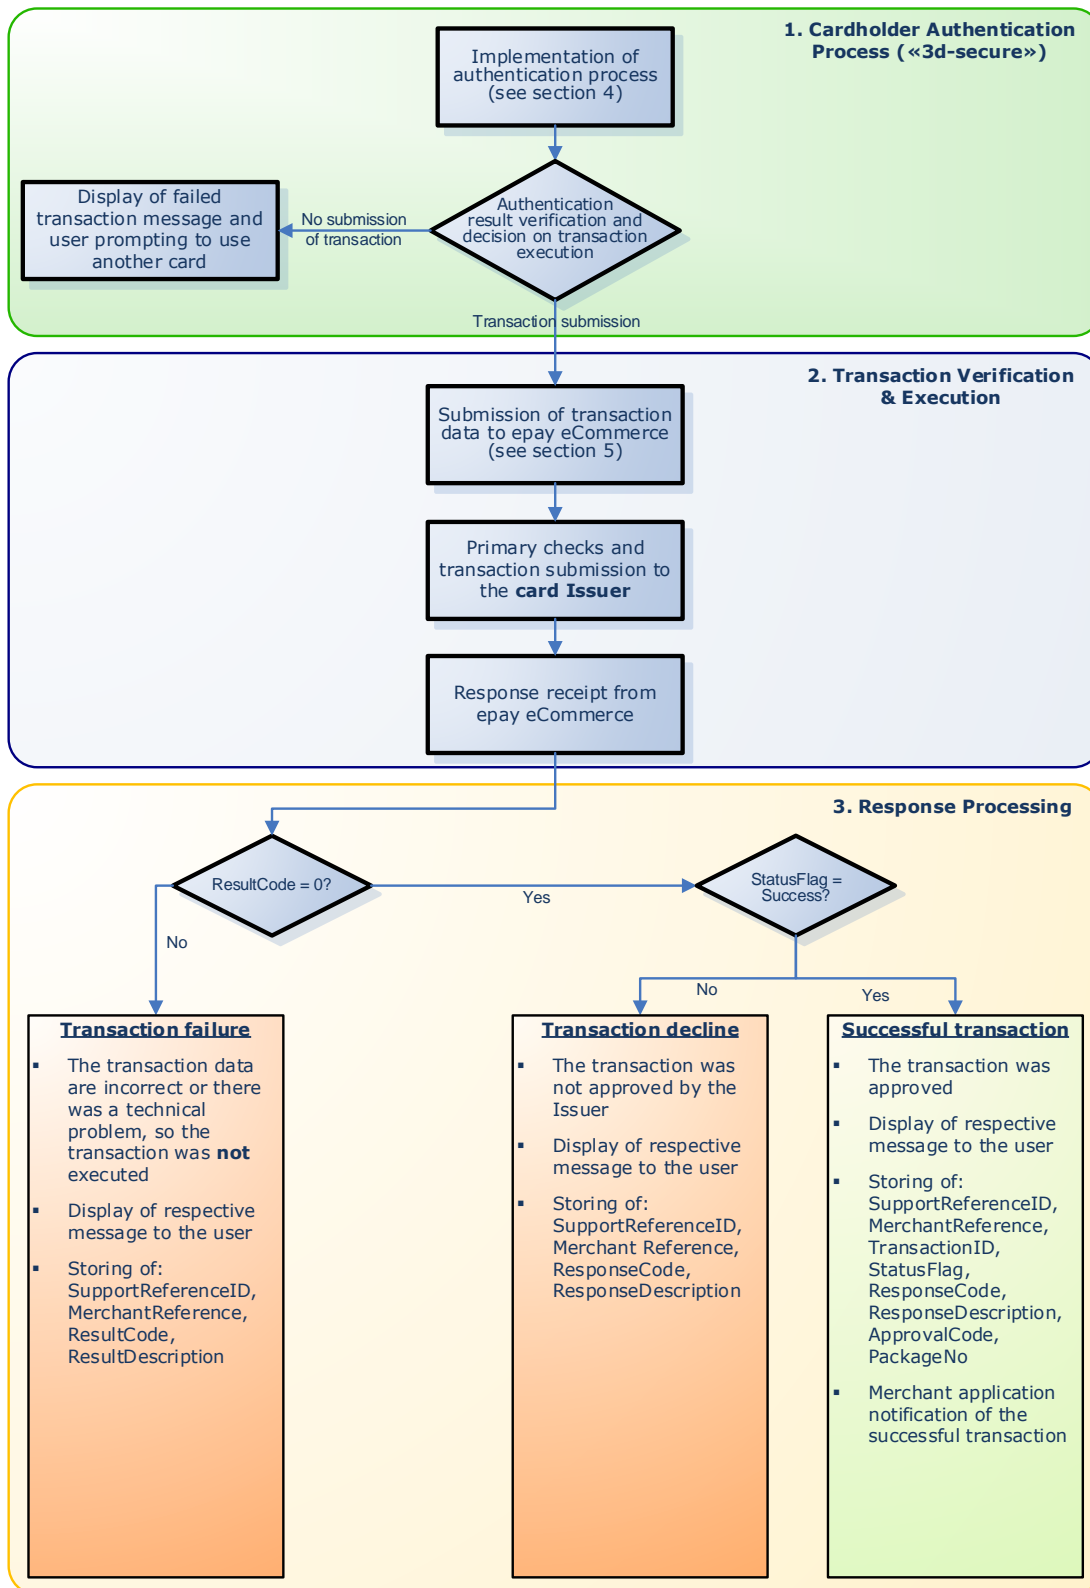 1. Cardholder Authentication
Process («3d-secure»)
Implementation of
authentication process
(see section 4)
Display of failed
transaction message and
user prompting to use
another card
No submission
of transaction
Authentication
result verification and
decision on transaction
execution
Transaction submission
2. Transaction Verification
& Execution
Submission of transaction
data to epay eCommerce
(see section 5)
Primary checks and
transaction submission to
the card Issuer
Response receipt from
epay eCommerce
3. Response Processing
ResultCode = 0?
Yes
StatusFlag =
Success?
No
No
Yes
Transaction failure
▪ The transaction data
are incorrect or there
was a technical
problem, so the
transaction was not
executed
▪ Display of respective
message to the user
▪ Storing of:
SupportReferenceID,
MerchantReference,
ResultCode,
ResultDescription
Transaction decline
▪ The transaction was
not approved by the
Issuer
▪ Display of respective
message to the user
▪ Storing of:
SupportReferenceID,
Merchant Reference,
ResponseCode,
ResponseDescription
Successful transaction
▪ The transaction was
approved
▪ Display of respective
message to the user
▪ Storing of:
SupportReferenceID,
MerchantReference,
TransactionID,
StatusFlag,
ResponseCode,
ResponseDescription,
ApprovalCode,
PackageNo
▪ Merchant application
notification of the
successful transaction